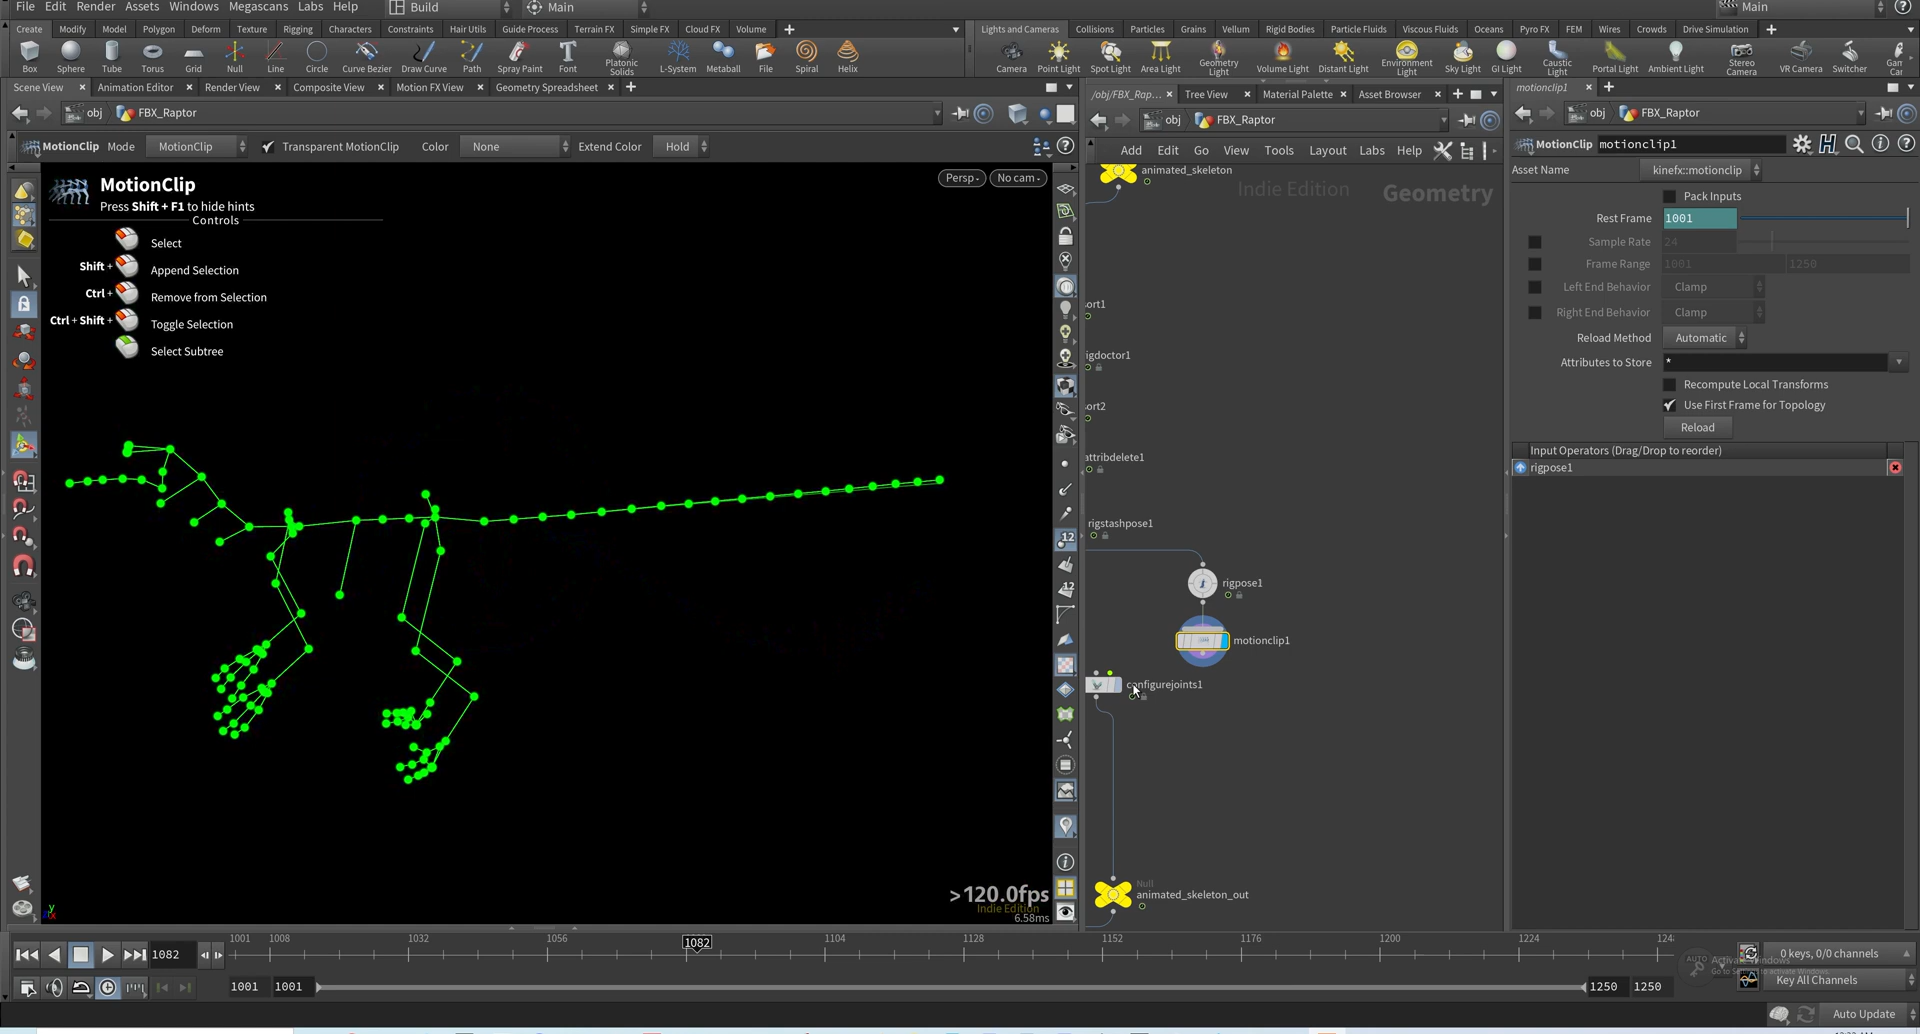 File Edit Render Assets Windows Megascans Labs Help Build Main Main
Create Modify Model Polygon Deform Texture Rigging Characters Constraints Hair Utils Guide Process Terrain FX Simple FX Cloud FX Volume
Lights and Cameras Collisions Particles Grains Vellum Rigid Bodies Particle Fluids Viscous Fluids Oceans Pyro FX FEM Wires Crowds Drive Simulation
Box Sphere Tube Torus Grid Null Line Circle Curve Bezier Draw Curve Path Spray Paint Font Platonic Solids L-System Metaball File Spiral Helix
Camera Point Light Spot Light Area Light Geometry Light Volume Light Distant Light Environment Light Sky Light GI Light Caustic Light Portal Light Ambient Light Stereo Camera VR Camera Switcher
Scene View Animation Editor Render View Composite View Motion FX View Geometry Spreadsheet
/obj/FBX_Rap... Tree View Material Palette Asset Browser
motionclip1
obj FBX_Raptor
obj FBX_Raptor
obj FBX_Raptor
MotionClip Mode MotionClip Transparent MotionClip Color None Extend Color Hold
Add Edit Go View Tools Layout Labs Help
MotionClip motionclip1
Asset Name kinefx::motionclip
MotionClip
Press Shift + F1 to hide hints
Controls
Select
Shift + Append Selection
Ctrl + Remove from Selection
Ctrl + Shift + Toggle Selection
Select Subtree
Persp No cam
12
12
>120.0fps
Indie Edition
6.58ms
animated_skeleton
Indie Edition
Geometry
ort1
igdoctor1
ort2
attribdelete1
rigstashpose1
rigpose1
motionclip1
configurejoints1
Null
animated_skeleton_out
Pack Inputs
Rest Frame 1001
Sample Rate 24
Frame Range 1001 1250
Left End Behavior Clamp
Right End Behavior Clamp
Reload Method Automatic
Attributes to Store *
Recompute Local Transforms
Use First Frame for Topology
Reload
Input Operators (Drag/Drop to reorder)
rigpose1
1082
1001 1008 1032 1056 1082 1104 1128 1152 1176 1200 1224 124
1001 1001 1250 1250
0 keys, 0/0 channels
Activate Windows
Key All Channels
AUTO
Auto Update